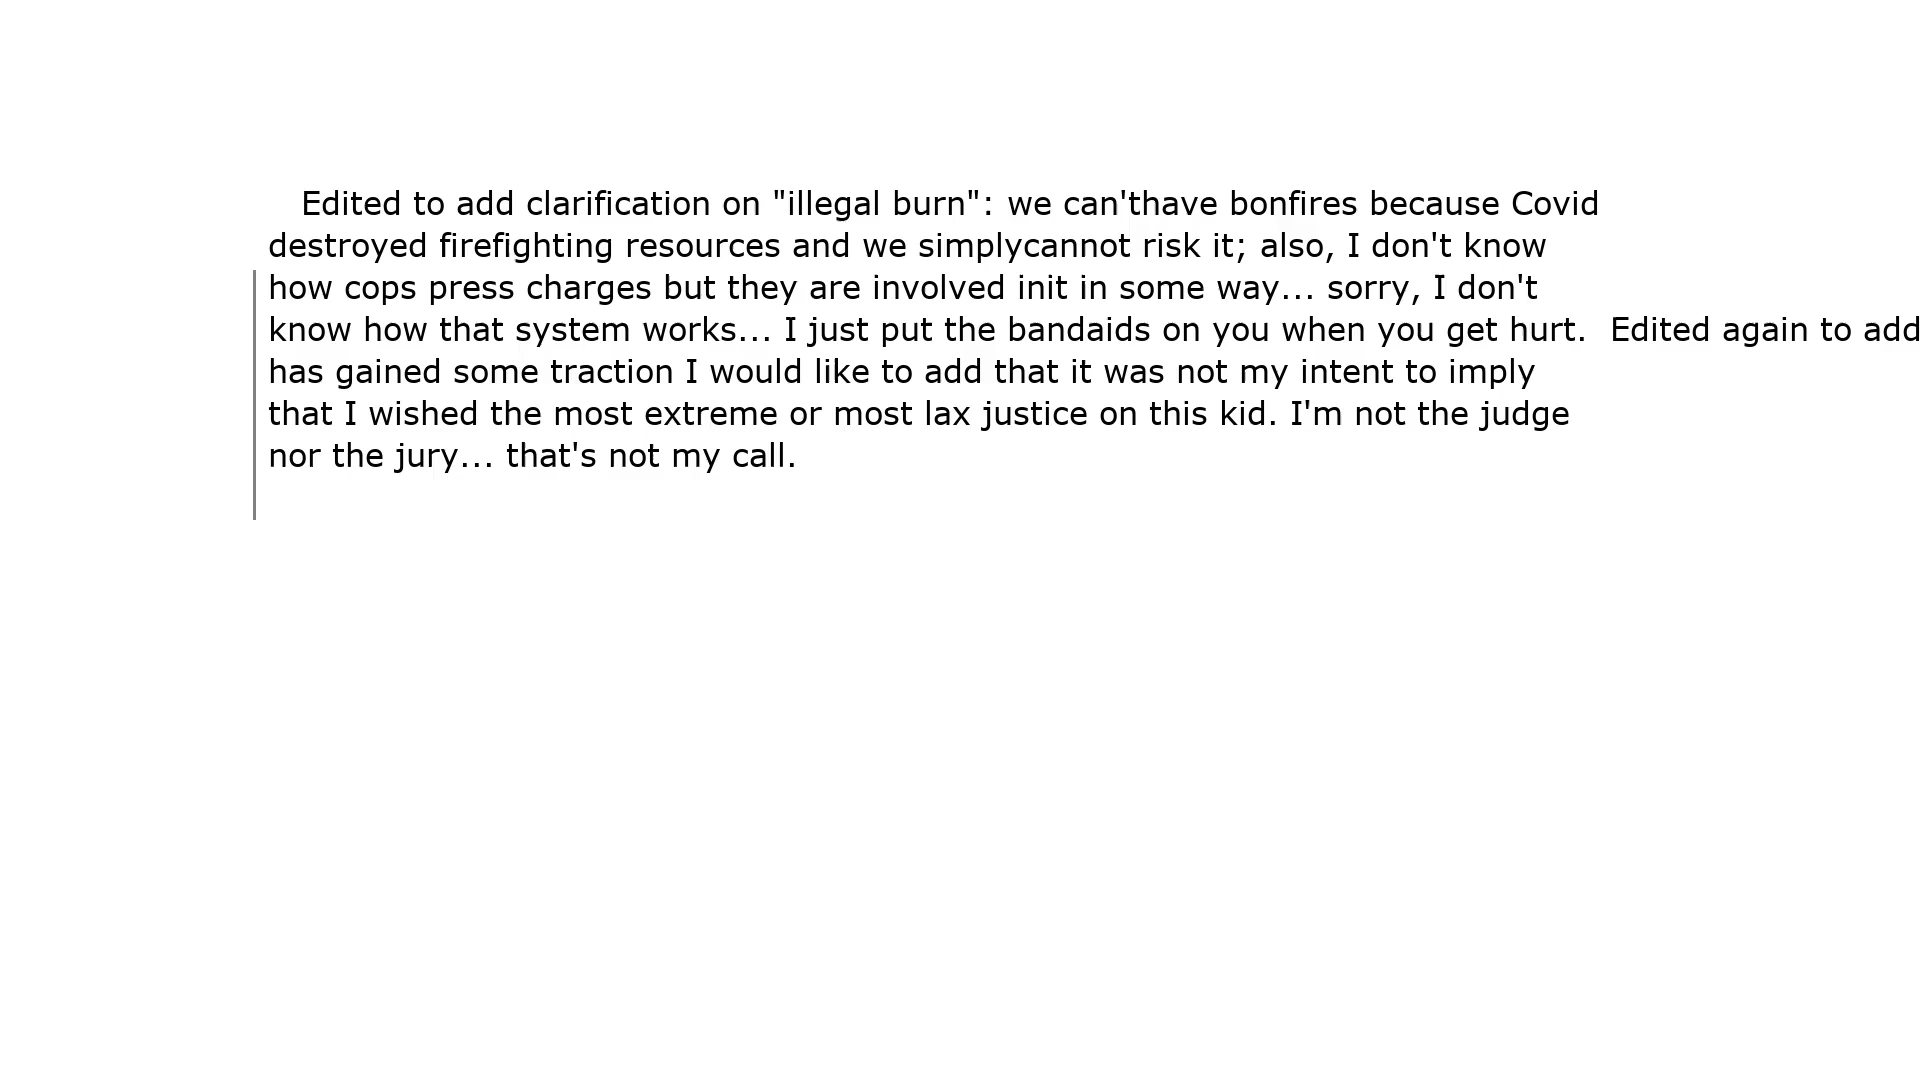 Edited to add clarification on "illegal burn": we can'thave bonfires because Covid
destroyed firefighting resources and we simplycannot risk it; also, I don't know
how cops press charges but they are involved init in some way... sorry, I don't
know how that system works... I just put the bandaids on you when you get hurt.  Edited again to add
has gained some traction I would like to add that it was not my intent to imply
that I wished the most extreme or most lax justice on this kid. I'm not the judge
nor the jury... that's not my call.